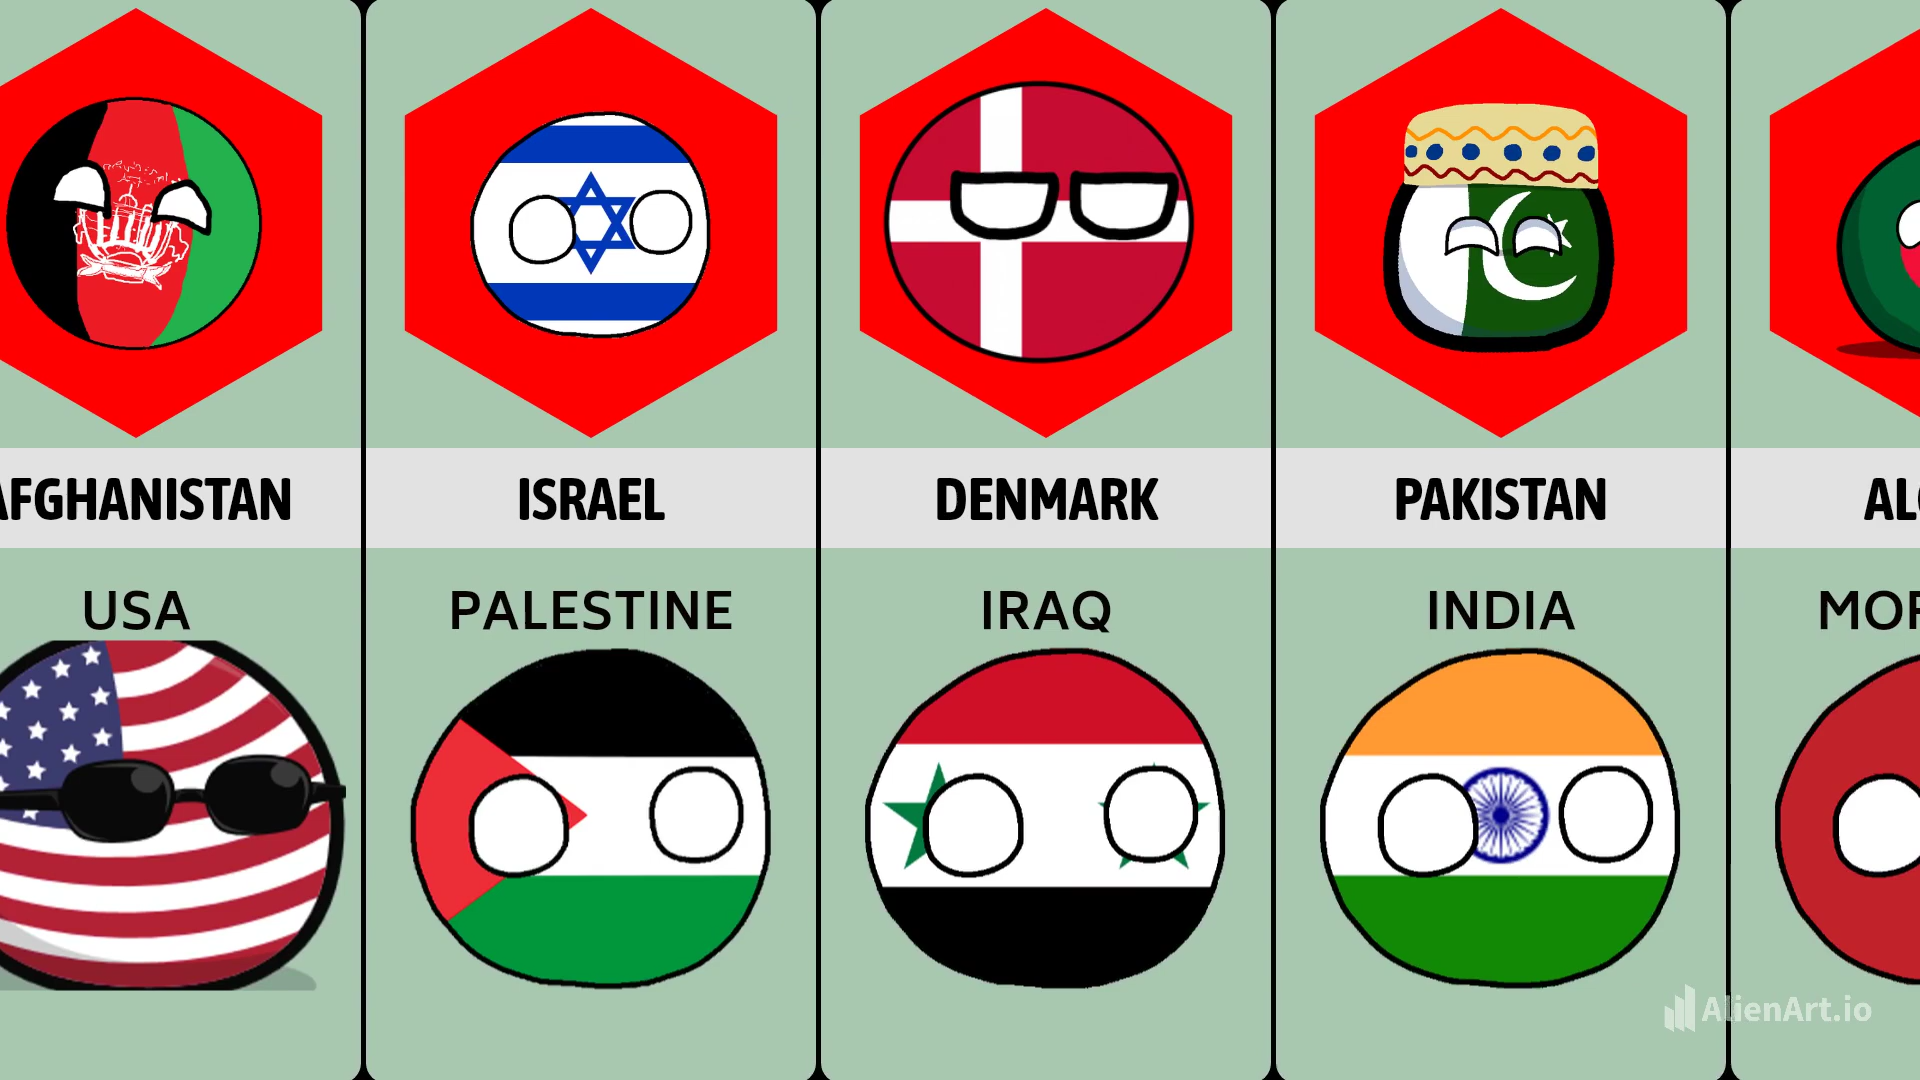 AFGHANISTAN
ISRAEL
DENMARK
PAKISTAN
USA
PALESTINE
IRAQ
INDIA
AlienArt.io